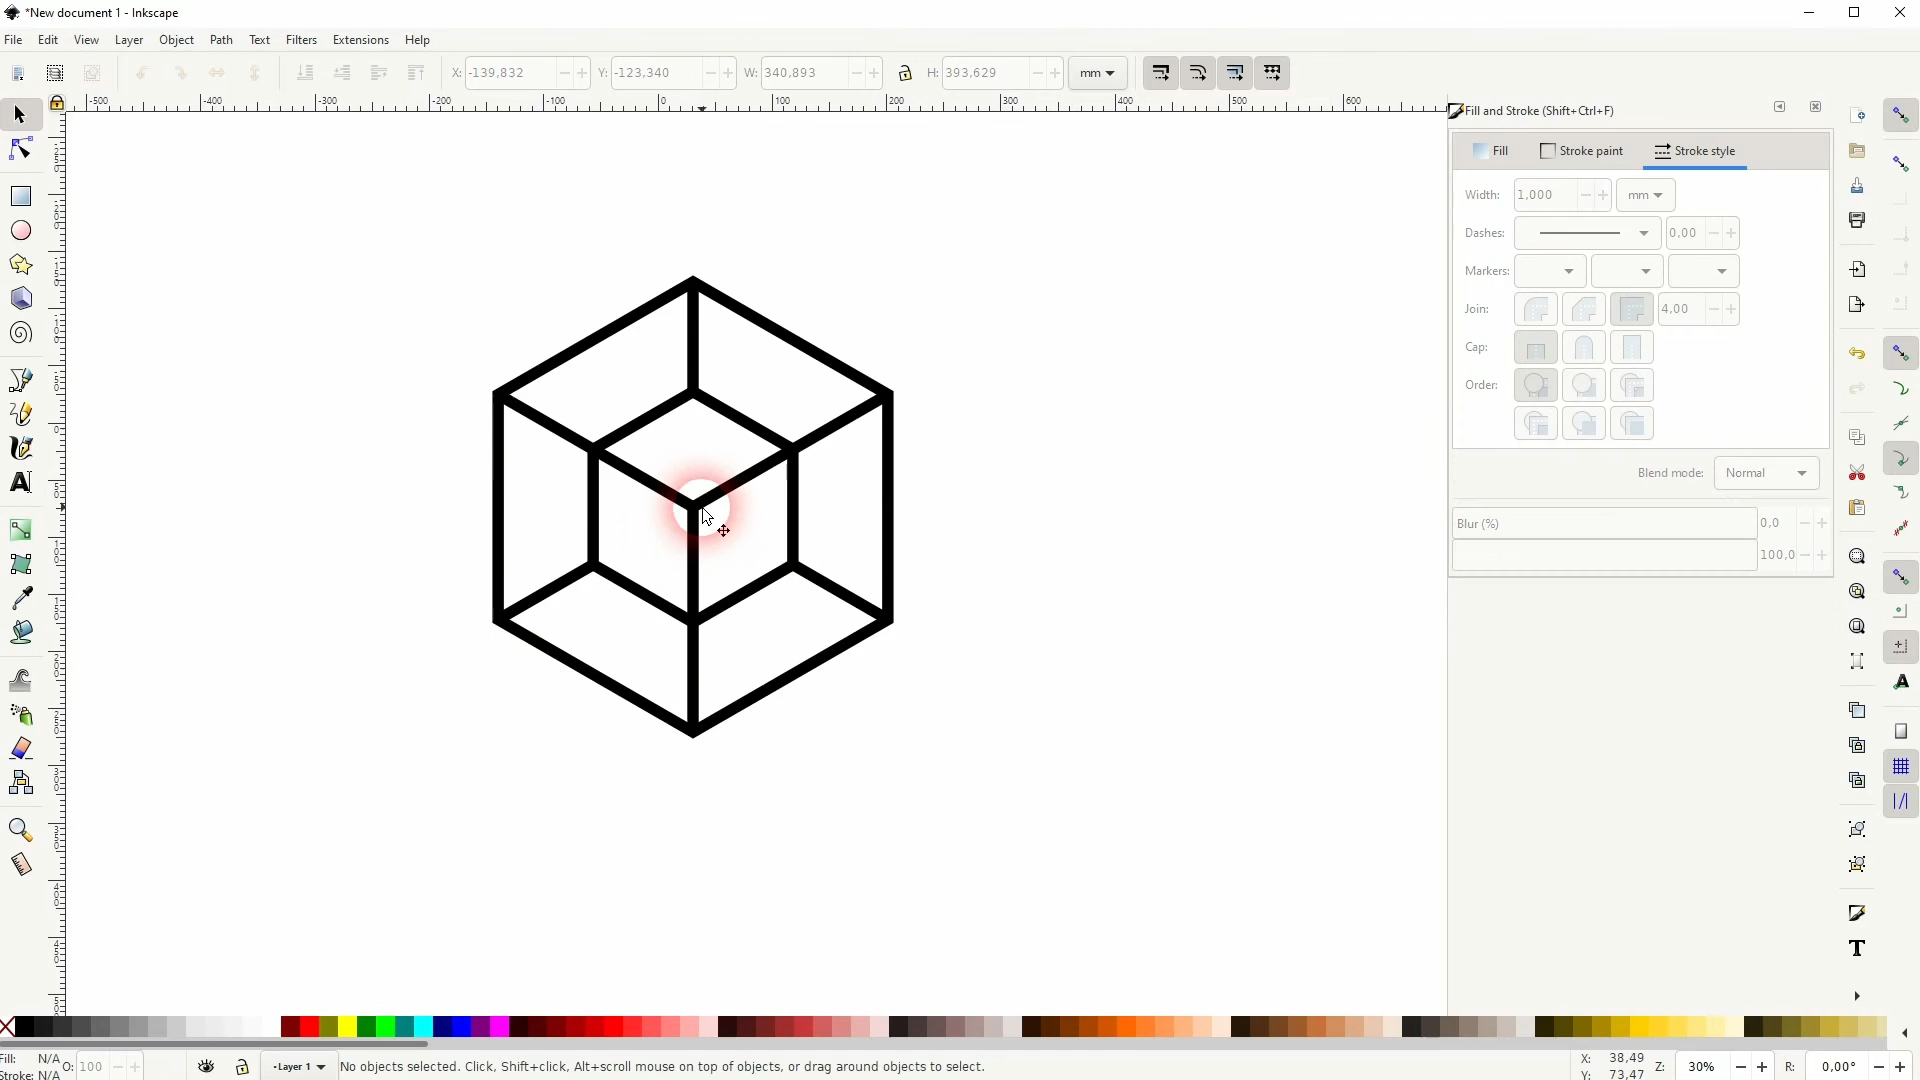 *New document 1 - Inkscape
File Edit View Layer Object Path Text Filters Extensions Help
X: -139,832 Y: -123,340 W: 340,893 H: 393,629 mm
-500 -400 -300 -200 -100 0 100 200 300 400 500 600
Fill and Stroke (Shift+Ctrl+F)
Fill Stroke paint Stroke style
Width: 1,000 mm
Dashes: 0,00
Markers:
Join: 4,00
Cap:
Order:
Blend mode: Normal
Blur (%) 0,0
100,0
Fill: N/A O: 100
Stroke: N/A
Layer 1
No objects selected. Click, Shift+click, Alt+scroll mouse on top of objects, or drag around objects to select.
X: 38,49
Y: 73,47
Z: 30% R: 0,00°